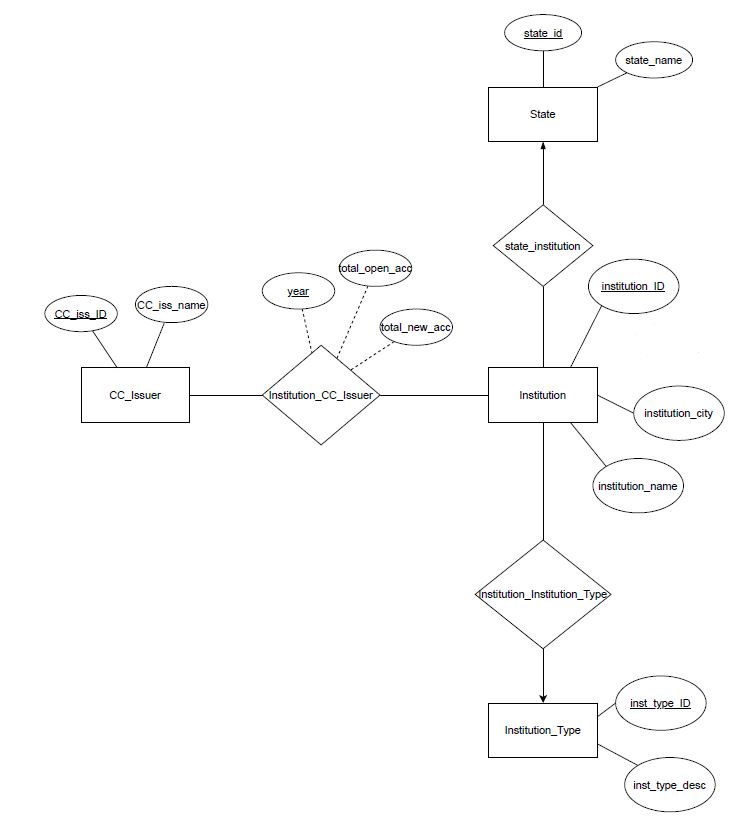 state_id
state_name
State
state_institution
institution_ID
total_open_acc
year
CC_iss_name
CC_iss_ID
total_new_acc
CC_Issuer
Institution_CC_Issuer
Institution
institution_city
institution_name
Institution_Institution_Type
inst_type_ID
Institution_Type
inst_type_desc